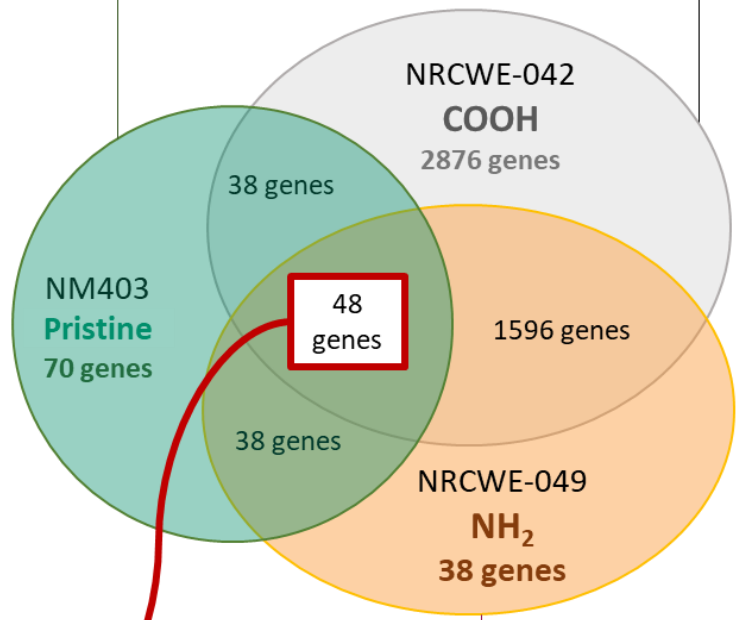 NRCWE-042
COOH
2876 genes
38 genes
NM403
Pristine
70 genes
48
genes
1596 genes
38 genes
NRCWE-049
NH₂
38 genes